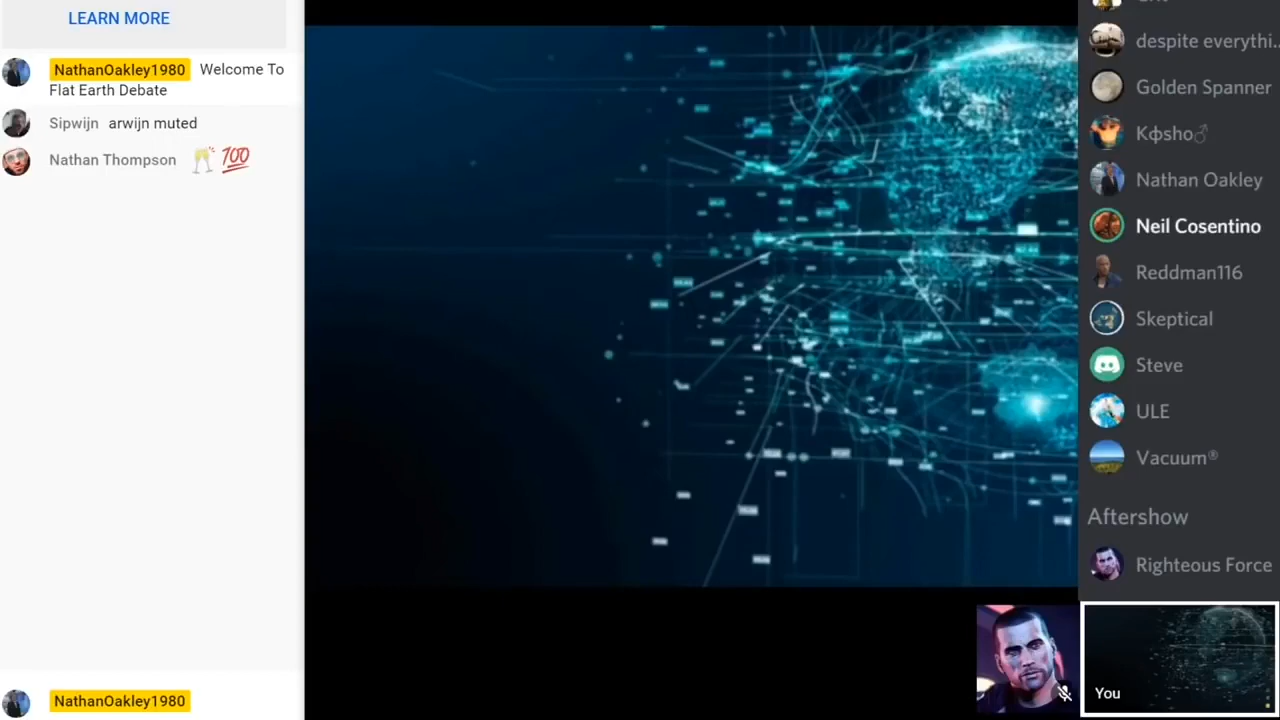 LEARN MORE
NathanOakley1980 Welcome To
Flat Earth Debate
Sipwijn arwijn muted
Nathan Thompson 🥂 💯
despite everythi...
Golden Spanner
Kфsho♂
Nathan Oakley
Neil Cosentino
Reddman116
Skeptical
Steve
ULE
Vacuum®
Aftershow
Righteous Force
You
NathanOakley1980